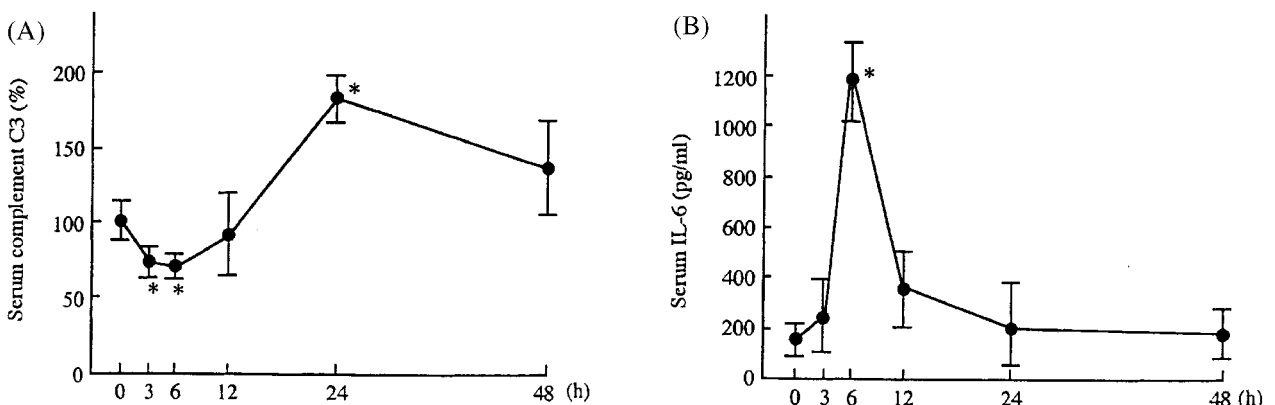 (A)
Serum complement C3 (%)
200
150
100
50
0
*
*
*
0 3 6 12 24 48 (h)
(B)
Serum IL-6 (pg/ml)
1200
1000
800
600
400
200
0
*
0 3 6 12 24 48 (h)